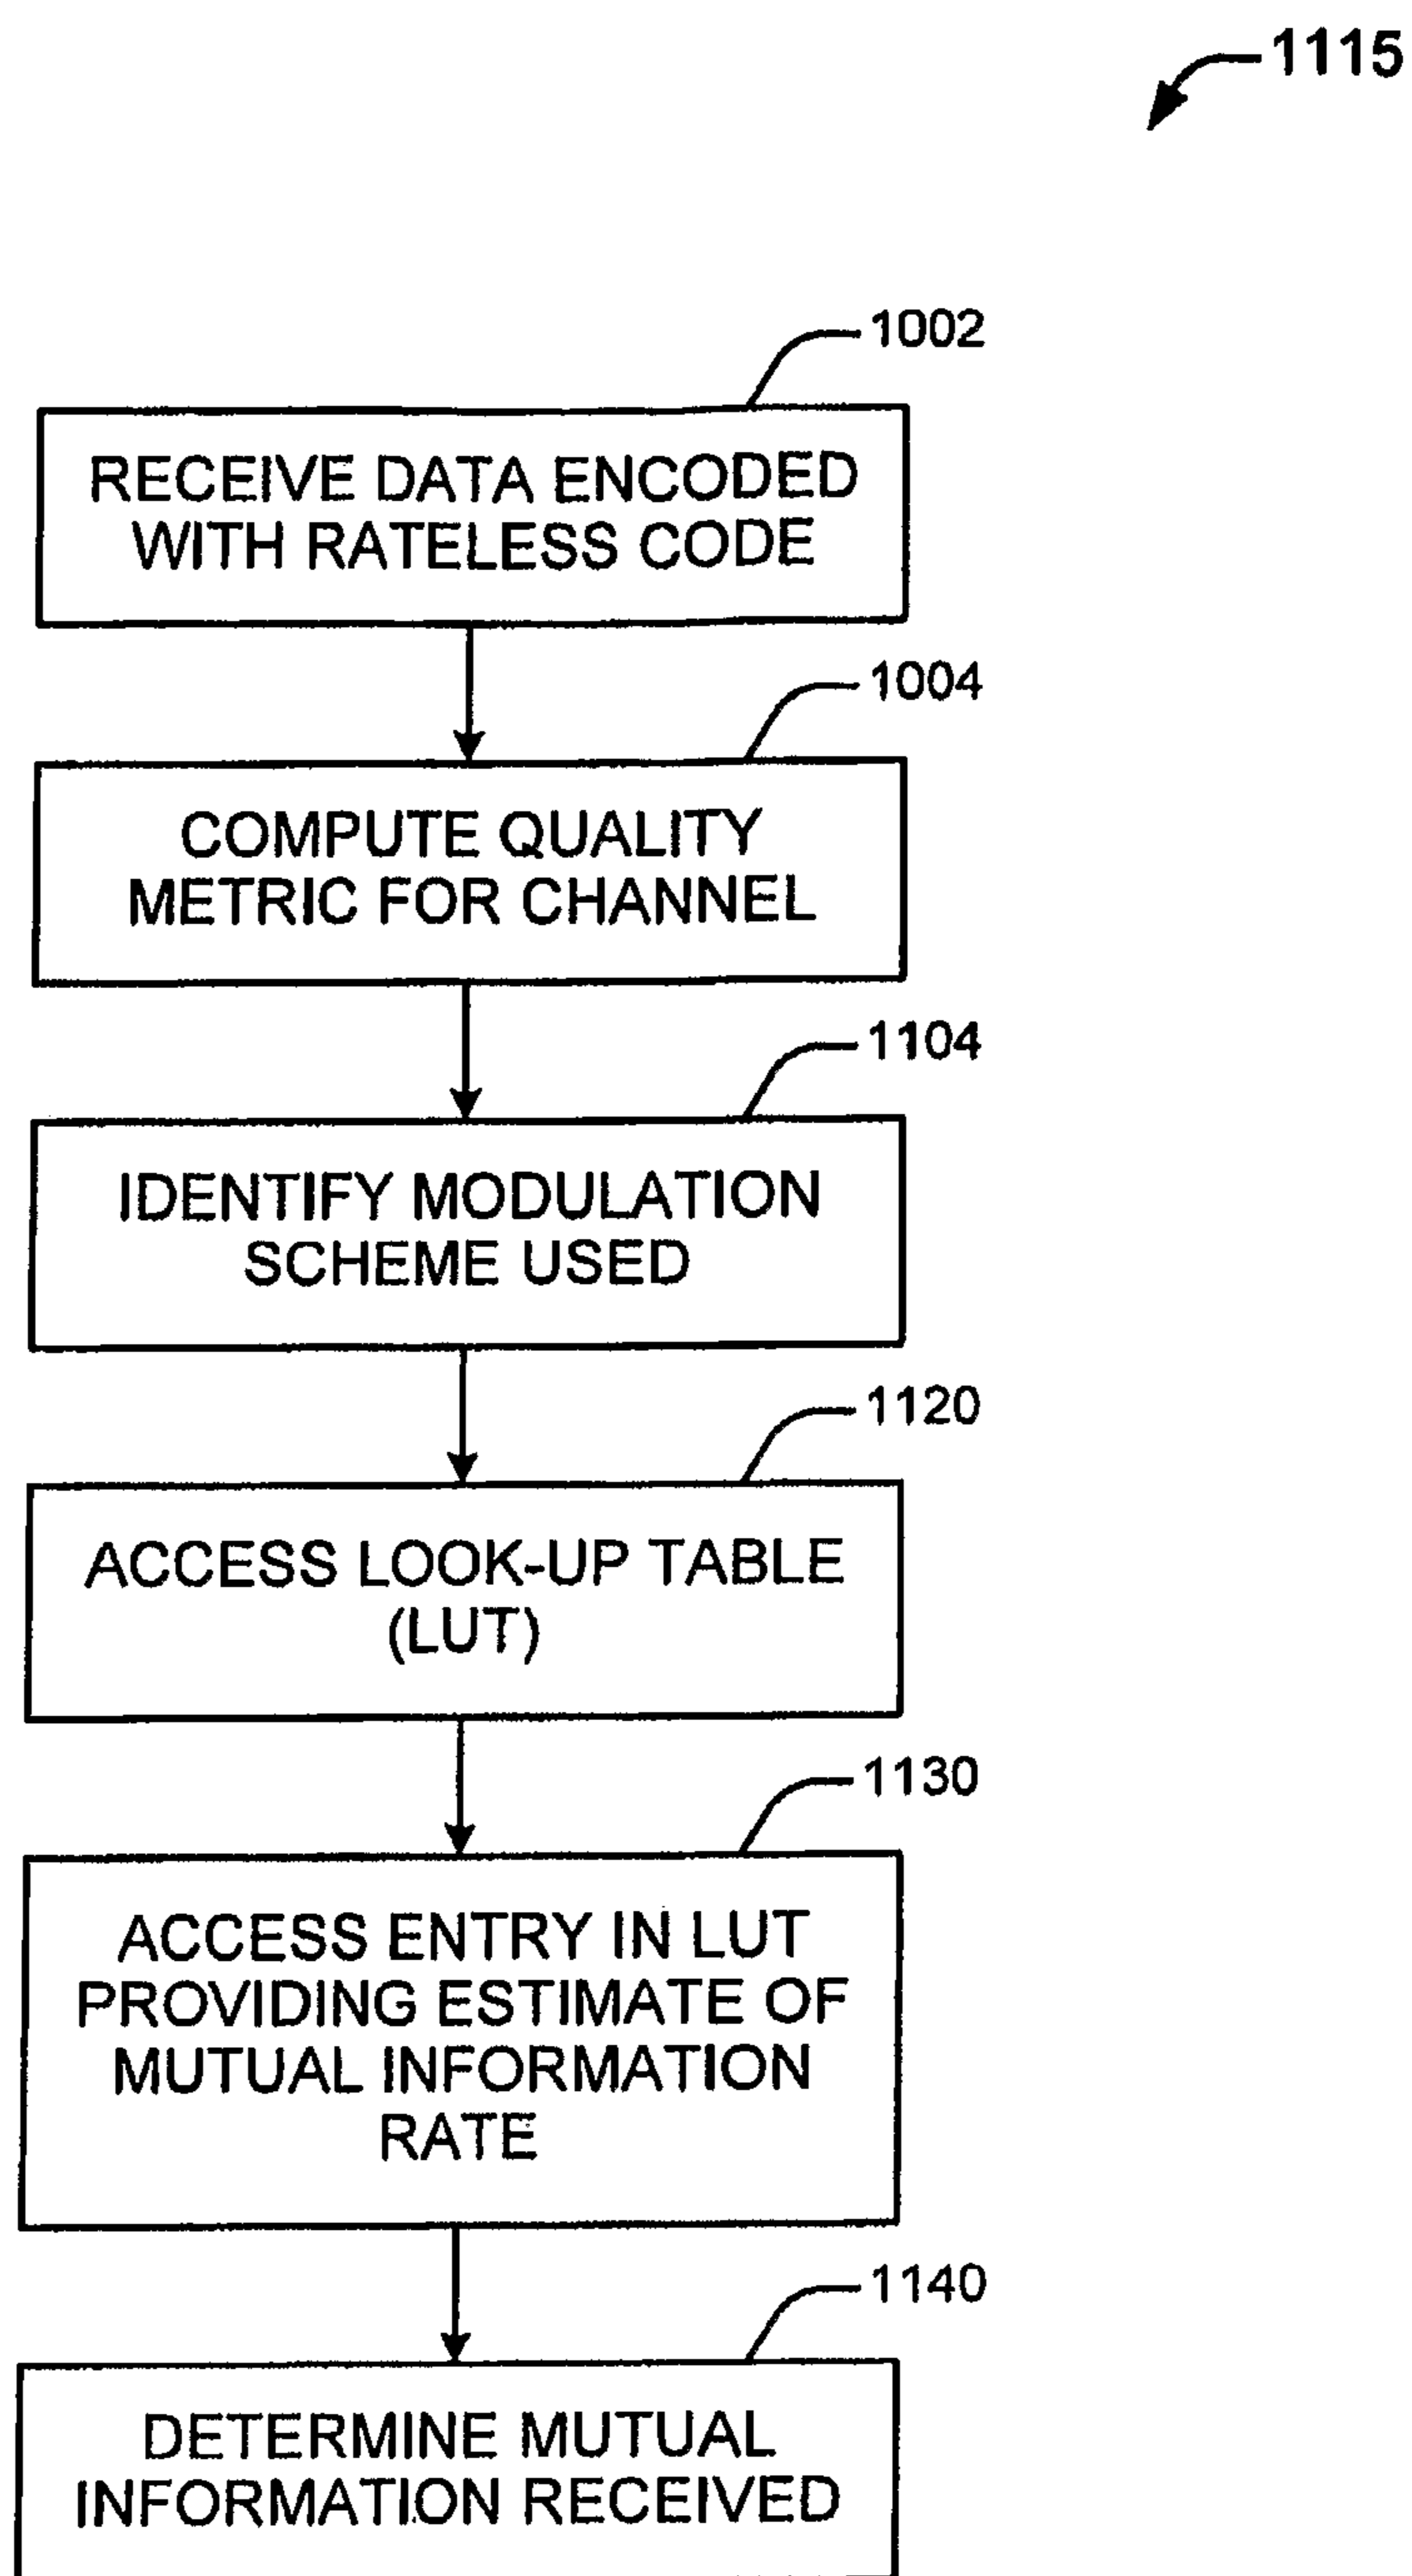 1115
1002
RECEIVE DATA ENCODED
WITH RATELESS CODE
1004
COMPUTE QUALITY
METRIC FOR CHANNEL
1104
IDENTIFY MODULATION
SCHEME USED
1120
ACCESS LOOK-UP TABLE
(LUT)
1130
ACCESS ENTRY IN LUT
PROVIDING ESTIMATE OF
MUTUAL INFORMATION
RATE
1140
DETERMINE MUTUAL
INFORMATION RECEIVED